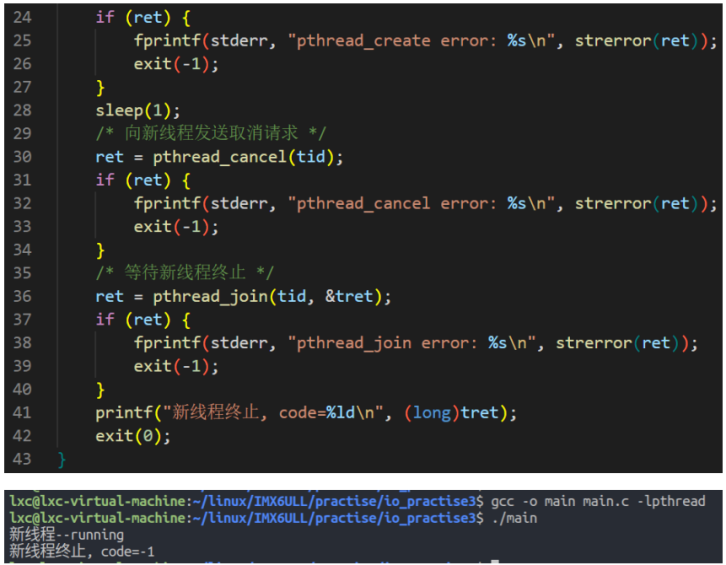 24 if (ret) {
25 fprintf(stderr, "pthread_create error: %s\n", strerror(ret));
26 exit(-1);
27 }
28 sleep(1);
29 /* 向新线程发送取消请求 */
30 ret = pthread_cancel(tid);
31 if (ret) {
32 fprintf(stderr, "pthread_cancel error: %s\n", strerror(ret));
33 exit(-1);
34 }
35 /* 等待新线程终止 */
36 ret = pthread_join(tid, &tret);
37 if (ret) {
38 fprintf(stderr, "pthread_join error: %s\n", strerror(ret));
39 exit(-1);
40 }
41 printf("新线程终止, code=%ld\n", (long)tret);
42 exit(0);
43 }
lxc@lxc-virtual-machine:~/linux/IMX6ULL/practise/io_practise3$ gcc -o main main.c -lpthread
lxc@lxc-virtual-machine:~/linux/IMX6ULL/practise/io_practise3$ ./main
新线程--running
新线程终止, code=-1